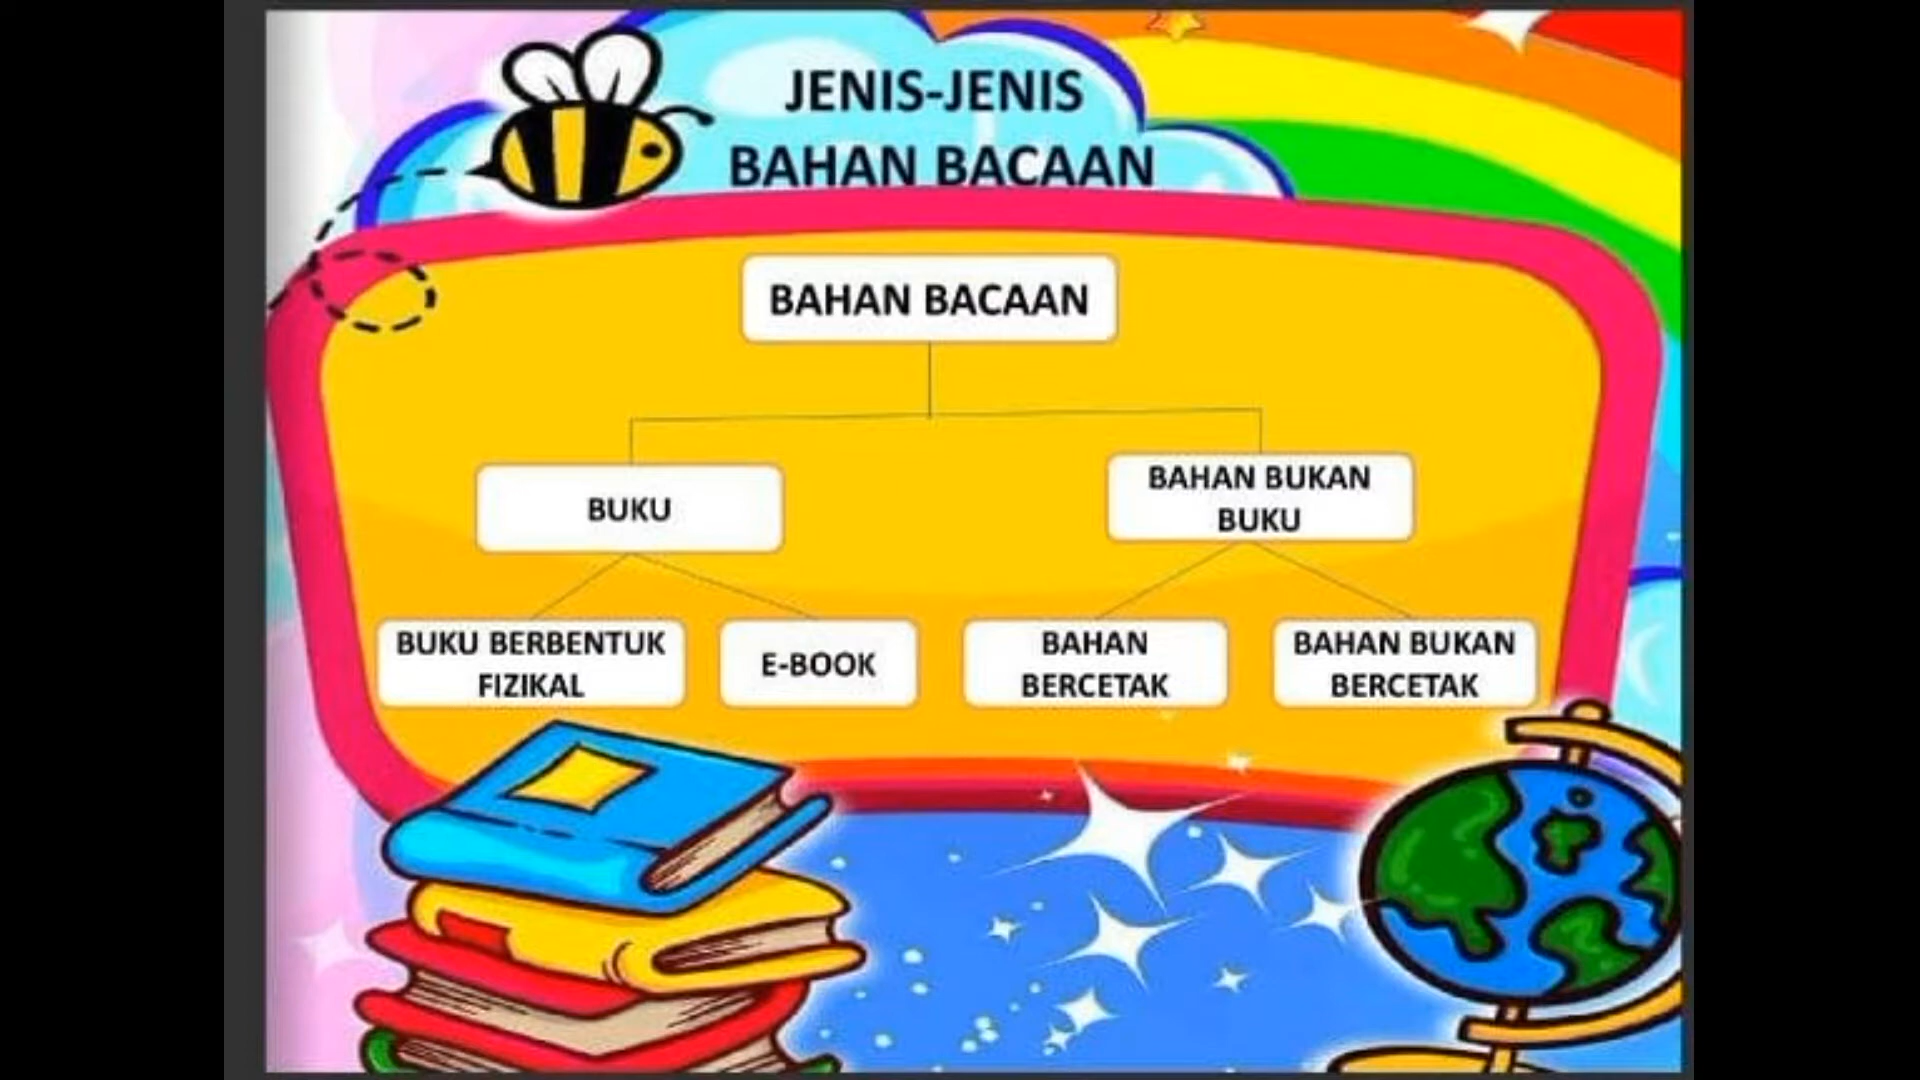 JENIS-JENIS
BAHAN BACAAN
BAHAN BACAAN
BUKU
BAHAN BUKAN
BUKU
BUKU BERBENTUK
FIZIKAL
E-BOOK
BAHAN
BERCETAK
BAHAN BUKAN
BERCETAK